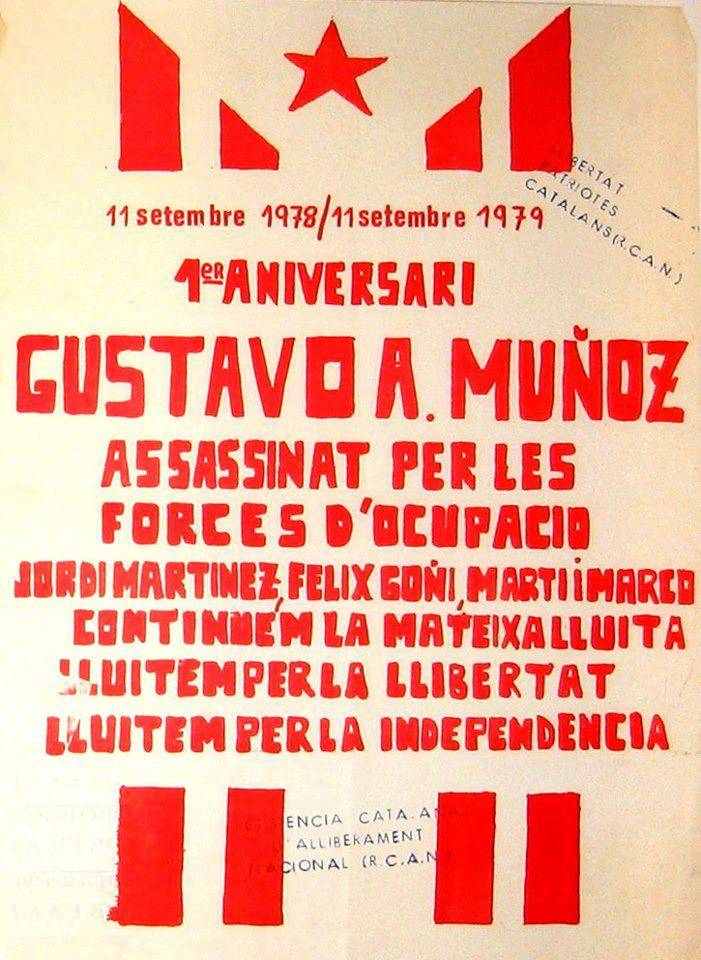 LLIBERTAT
PATRIOTES
CATALANS (R.C.A.N.)
11 setembre 1978/11 setembre 1979
1ER ANIVERSARI
GUSTAVO A. MUÑOZ
ASSASSINAT PER LES
FORCES D'OCUPACIO
JORDI MARTINEZ, FELIX GOÑI, MARTI i MARCO
CONTINUÉM LA MATEIXA LLUITA
LLUITEM PER LA LLIBERTAT
LLUITEM PER LA INDEPENDENCIA
RESISTENCIA CATALANA
D'ALLIBERAMENT
NACIONAL (R.C.A.N.)